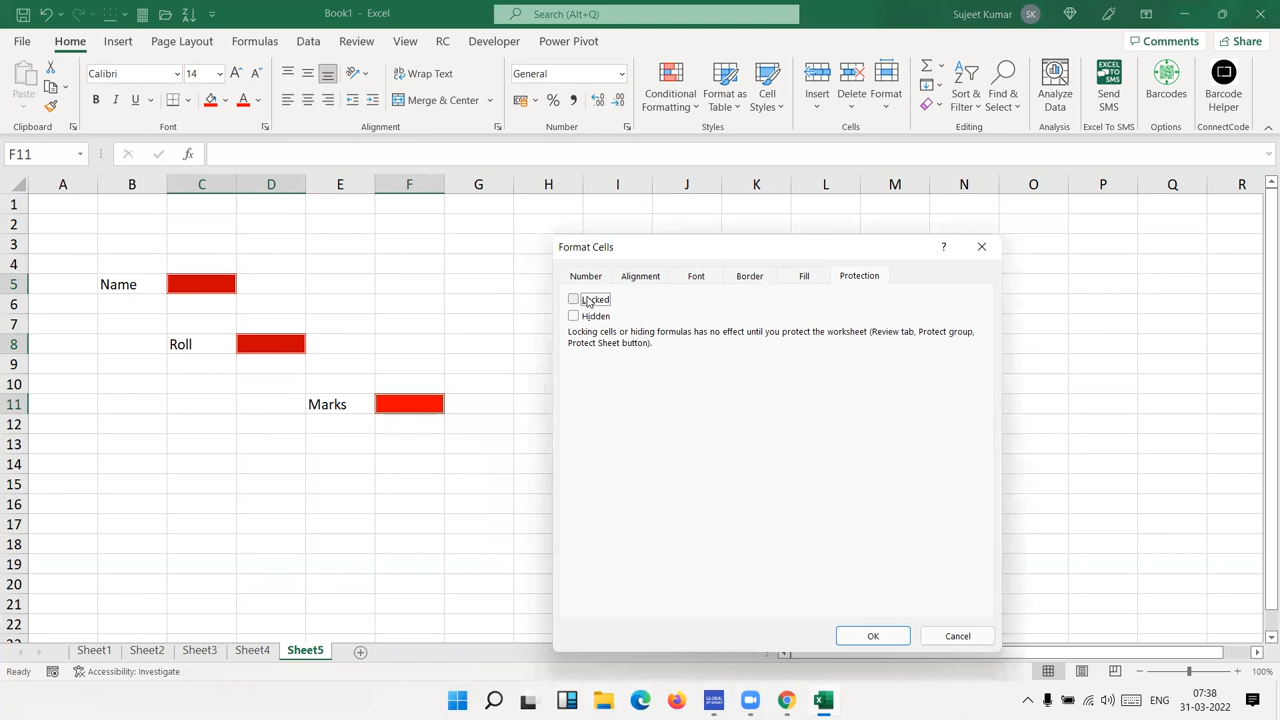 Book1 - Excel
Search (Alt+Q)
Sujeet Kumar
SK
File Home Insert Page Layout Formulas Data Review View RC Developer Power Pivot
Comments Share
Paste
Calibri 14
Wrap Text
General
Merge & Center
Conditional Formatting
Format as Table
Cell Styles
Insert
Delete
Format
Sort & Filter
Find & Select
Analyze Data
Send SMS
Barcodes
Barcode Helper
Clipboard Font Alignment Number Styles Cells Editing Analysis Excel To SMS Options ConnectCode
F11
fx
A B C D E F G H I J K L M N O P Q R
1
2
3
4
5 Name
6
7
8 Roll
9
10
11 Marks
12
13
14
15
16
17
18
19
20
21
22
Format Cells
?
Number Alignment Font Border Fill Protection
Locked
Hidden
Locking cells or hiding formulas has no effect until you protect the worksheet (Review tab, Protect group,
Protect Sheet button).
OK Cancel
Sheet1 Sheet2 Sheet3 Sheet4 Sheet5
Ready Accessibility: Investigate
100%
ENG
07:38
31-03-2022